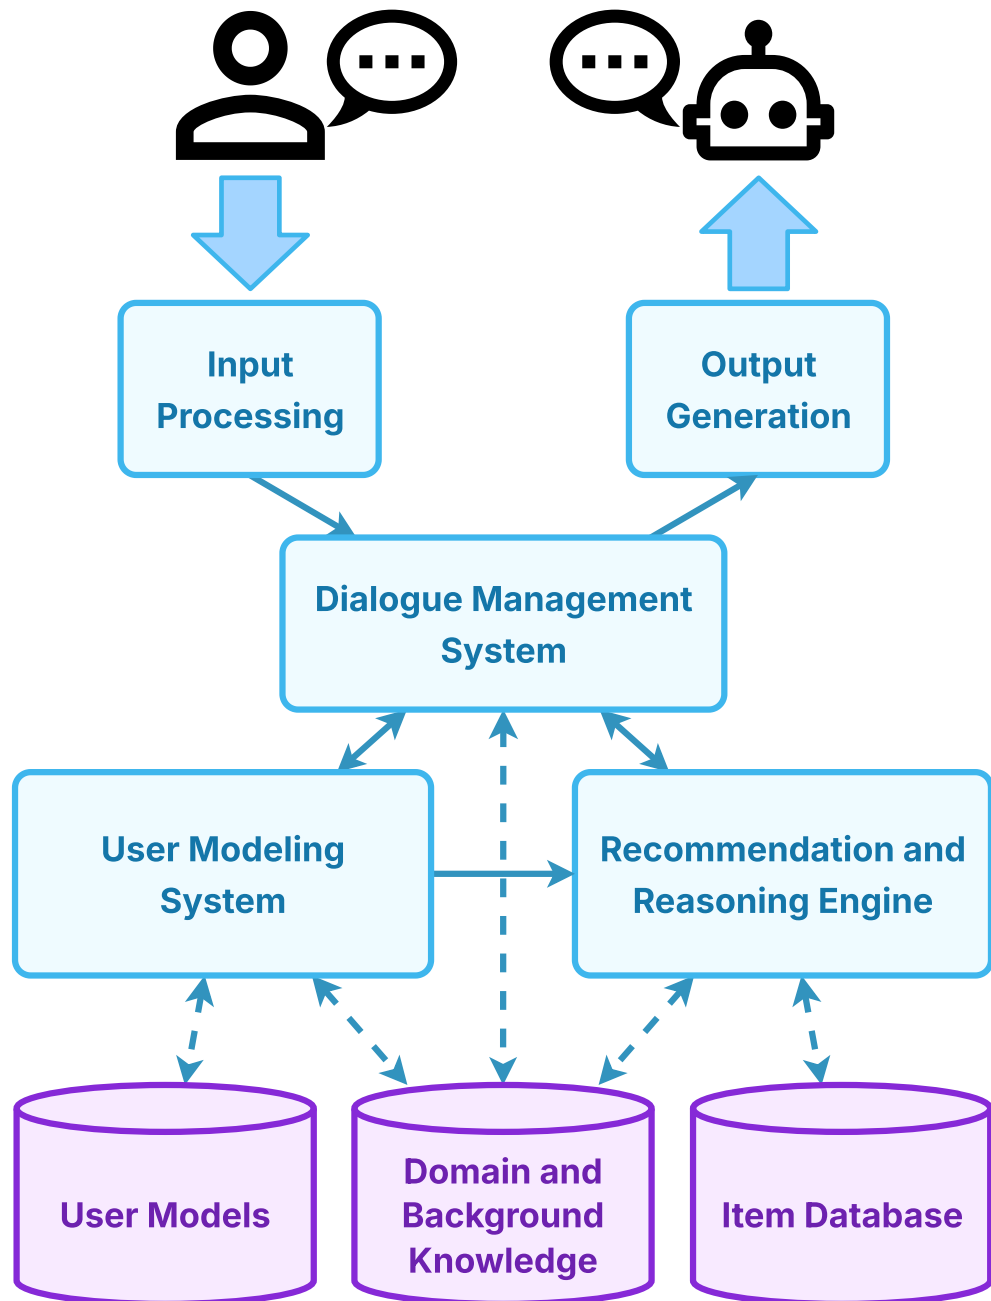 Input
Processing
Output
Generation
Dialogue Management
System
User Modeling
System
Recommendation and
Reasoning Engine
User Models
Domain and
Background
Knowledge
Item Database